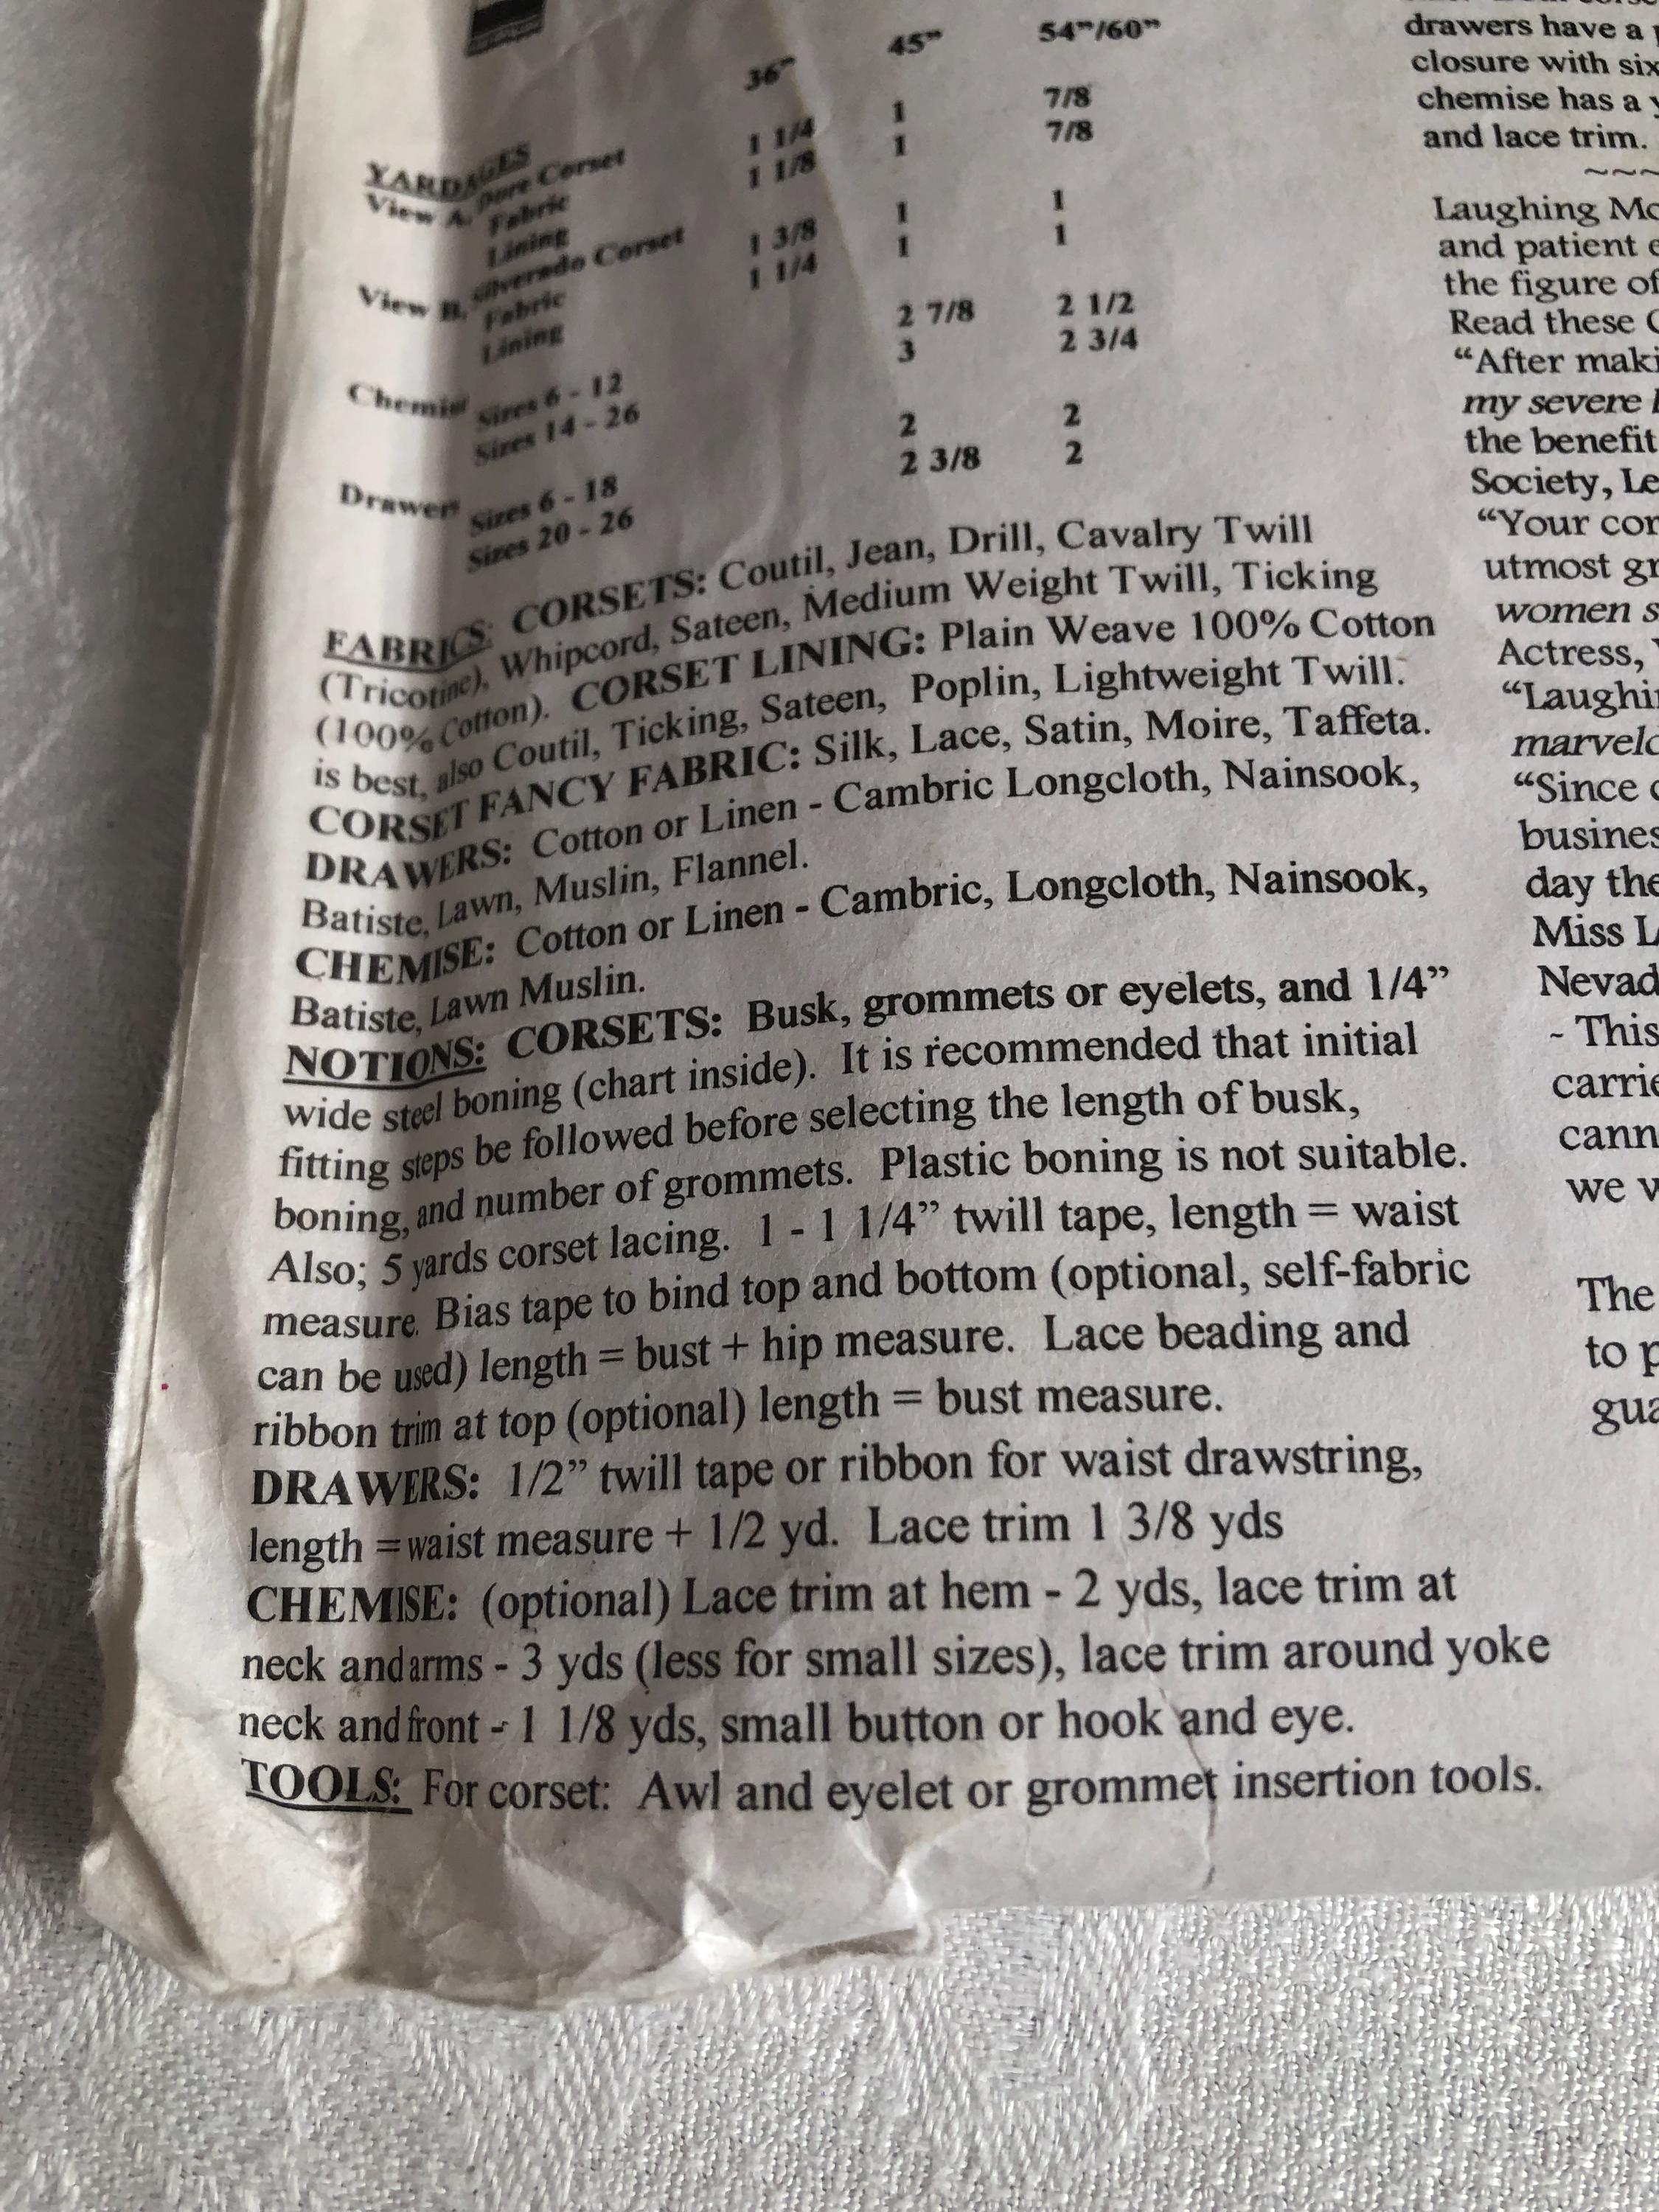 36” 45” 54”/60”
YARDAGES
View A. Dore Corset
Fabric 1 1/4 1 7/8
Lining 1 1/8 1 7/8
View B. Silverado Corset
Fabric 1 3/8 1 1
Lining 1 1/4 1 1
Chemise
Sizes 6 - 12 2 7/8 2 1/2
Sizes 14 - 26 3 2 3/4
Drawers
Sizes 6 - 18 2 2
Sizes 20 - 26 2 3/8 2
FABRICS: CORSETS: Coutil, Jean, Drill, Cavalry Twill
(Tricotine), Whipcord, Sateen, Medium Weight Twill, Ticking
(100% Cotton). CORSET LINING: Plain Weave 100% Cotton
is best, also Coutil, Ticking, Sateen, Poplin, Lightweight Twill.
CORSET FANCY FABRIC: Silk, Lace, Satin, Moire, Taffeta.
DRAWERS: Cotton or Linen - Cambric Longcloth, Nainsook,
Batiste, Lawn, Muslin, Flannel.
CHEMISE: Cotton or Linen - Cambric, Longcloth, Nainsook,
Batiste, Lawn Muslin.
NOTIONS: CORSETS: Busk, grommets or eyelets, and 1/4”
wide steel boning (chart inside). It is recommended that initial
fitting steps be followed before selecting the length of busk,
boning, and number of grommets. Plastic boning is not suitable.
Also; 5 yards corset lacing. 1 - 1 1/4” twill tape, length = waist
measure. Bias tape to bind top and bottom (optional, self-fabric
can be used) length = bust + hip measure. Lace beading and
ribbon trim at top (optional) length = bust measure.
DRAWERS: 1/2” twill tape or ribbon for waist drawstring,
length = waist measure + 1/2 yd. Lace trim 1 3/8 yds
CHEMISE: (optional) Lace trim at hem - 2 yds, lace trim at
neck and arms - 3 yds (less for small sizes), lace trim around yoke
neck and front - 1 1/8 yds, small button or hook and eye.
TOOLS: For corset: Awl and eyelet or grommet insertion tools.
drawers have a
closure with six
chemise has a
and lace trim.
~~~
Laughing Mo
and patient
the figure of
Read these
“After maki
my severe
the benefit
Society, Le
“Your cor
utmost gr
women s
Actress,
“Laughi
marvelo
“Since
busines
day the
Miss L
Nevad
- This
carrie
cann
we w
The
to p
gua